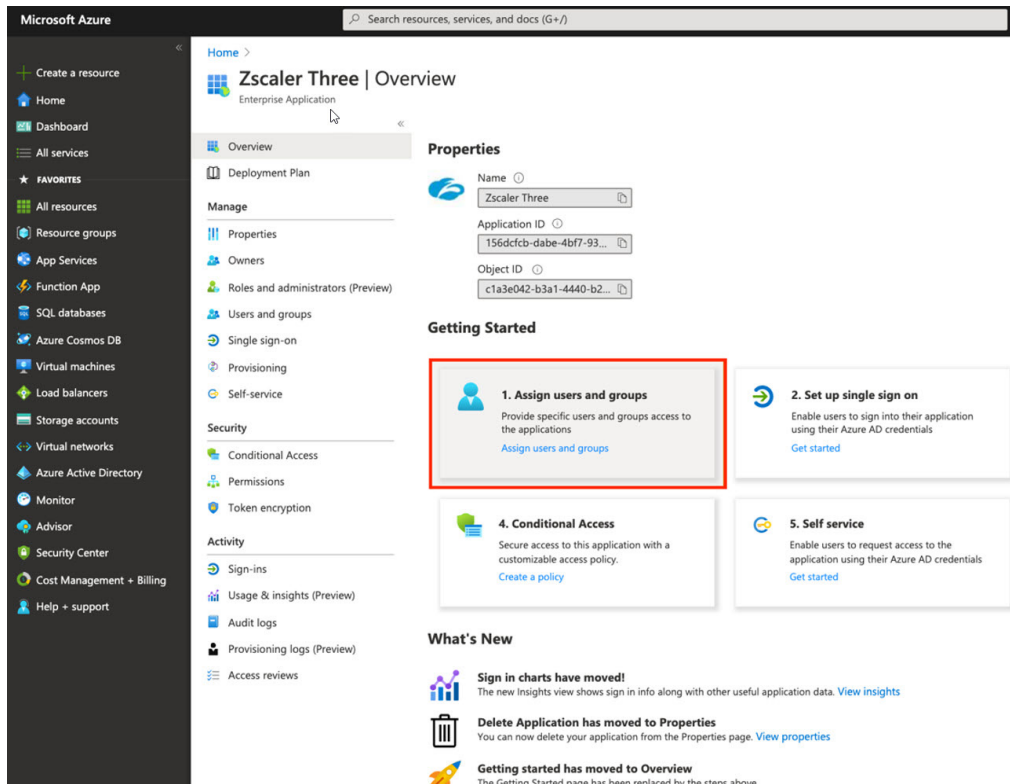 Microsoft Azure
Search resources, services, and docs (G+/)
«
Create a resource
Home
Dashboard
All services
FAVORITES
All resources
Resource groups
App Services
Function App
SQL databases
Azure Cosmos DB
Virtual machines
Load balancers
Storage accounts
Virtual networks
Azure Active Directory
Monitor
Advisor
Security Center
Cost Management + Billing
Help + support
Home >
Zscaler Three | Overview
Enterprise Application
«
Overview
Deployment Plan
Manage
Properties
Owners
Roles and administrators (Preview)
Users and groups
Single sign-on
Provisioning
Self-service
Security
Conditional Access
Permissions
Token encryption
Activity
Sign-ins
Usage & insights (Preview)
Audit logs
Provisioning logs (Preview)
Access reviews
Properties
Name
Zscaler Three
Application ID
156dcfcb-dabe-4bf7-93...
Object ID
c1a3e042-b3a1-4440-b2...
Getting Started
1. Assign users and groups
Provide specific users and groups access to
the applications
Assign users and groups
2. Set up single sign on
Enable users to sign into their application
using their Azure AD credentials
Get started
4. Conditional Access
Secure access to this application with a
customizable access policy.
Create a policy
5. Self service
Enable users to request access to the
application using their Azure AD credentials
Get started
What's New
Sign in charts have moved!
The new Insights view shows sign in info along with other useful application data. View insights
Delete Application has moved to Properties
You can now delete your application from the Properties page. View properties
Getting started has moved to Overview
The Getting Started page has been replaced by the steps above